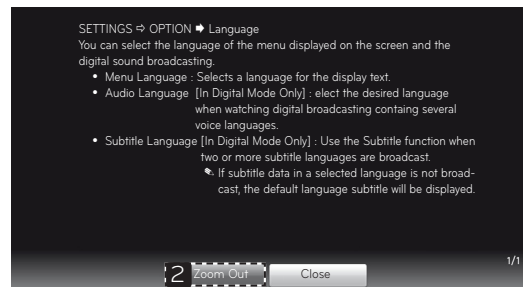 SETTINGS ⇨ OPTION ➡ Language
You can select the language of the menu displayed on the screen and the
digital sound broadcasting.
• Menu Language : Selects a language for the display text.
• Audio Language [In Digital Mode Only] : elect the desired language
when watching digital broadcasting containg several
voice languages.
• Subtitle Language [In Digital Mode Only] : Use the Subtitle function when
two or more subtitle languages are broadcast.
✎ If subtitle data in a selected language is not broad-
cast, the default language subtitle will be displayed.
1/1
2 Zoom Out Close